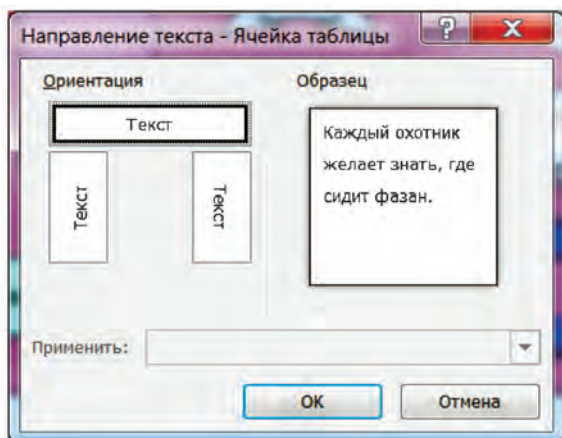 Направление текста - Ячейка таблицы
?
X
Ориентация
Образец
Текст
Текст
Текст
Каждый охотник
желает знать, где
сидит фазан.
Применить:
ОК
Отмена